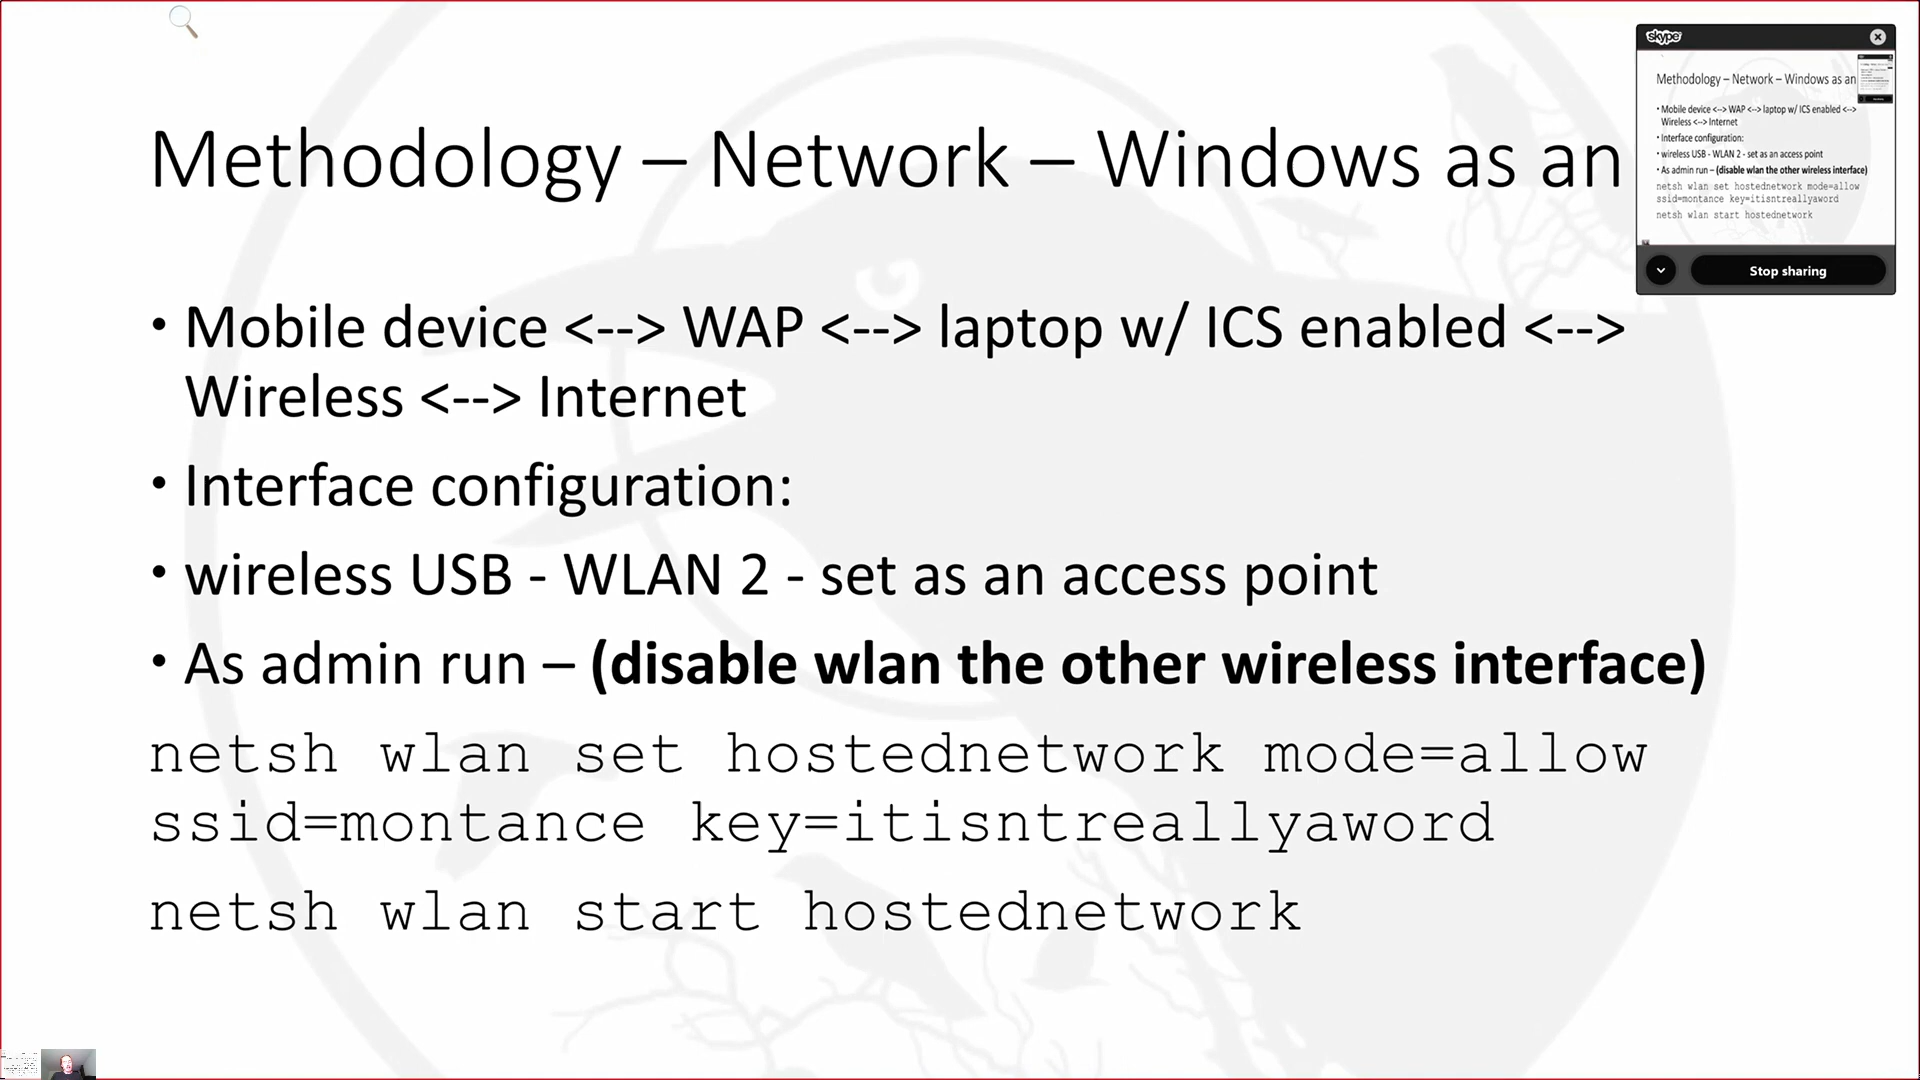 Methodology – Network – Windows as an
• Mobile device <--> WAP <--> laptop w/ ICS enabled <-->
Wireless <--> Internet
• Interface configuration:
• wireless USB - WLAN 2 - set as an access point
• As admin run – (disable wlan the other wireless interface)
netsh wlan set hostednetwork mode=allow
ssid=montance key=itisntreallyaword
netsh wlan start hostednetwork
skype
Methodology – Network – Windows as an
• Mobile device <--> WAP <--> laptop w/ ICS enabled <-->
Wireless <--> Internet
• Interface configuration:
• wireless USB - WLAN 2 - set as an access point
• As admin run – (disable wlan the other wireless interface)
netsh wlan set hostednetwork mode=allow
ssid=montance key=itisntreallyaword
netsh wlan start hostednetwork
Stop sharing